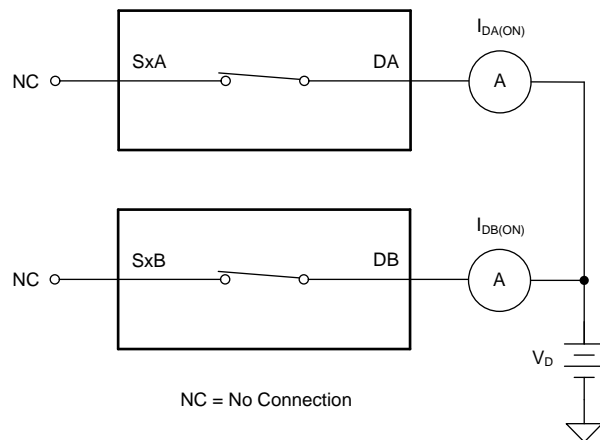 I_DA(ON)
SxA DA
NC A
I_DB(ON)
SxB DB
NC A
V_D
NC = No Connection